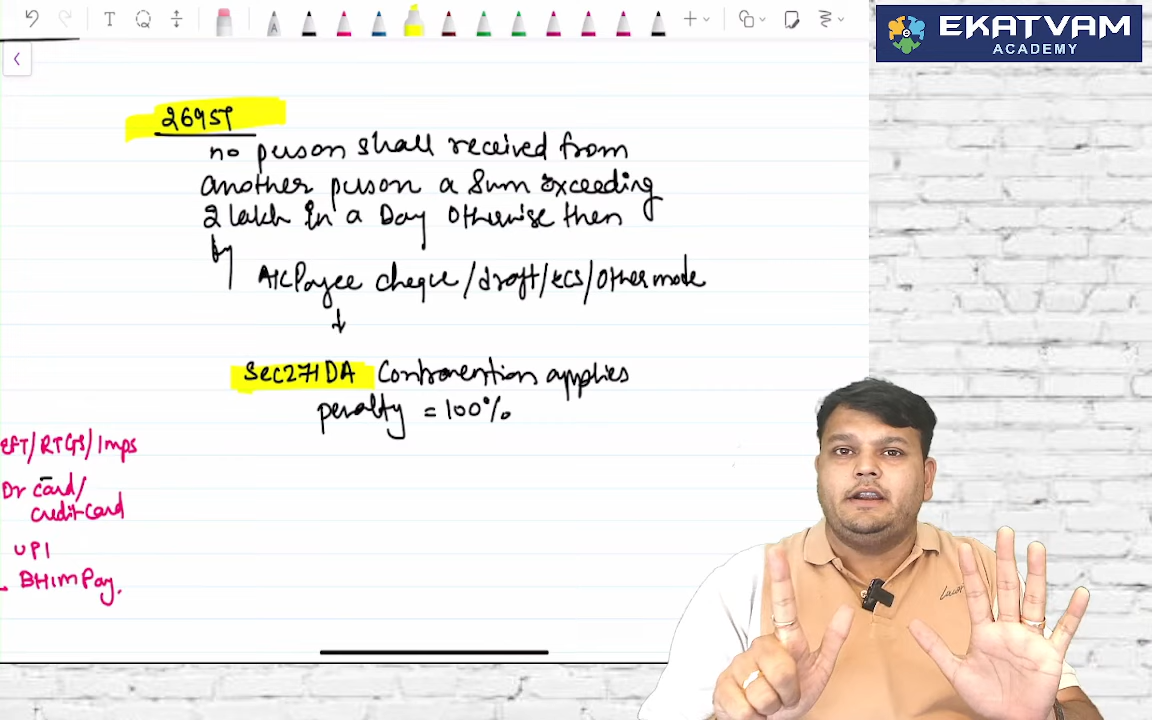 EKATVAM
ACADEMY
269ST
no person shall received from
another person a sum exceeding
2 lakh in a Day otherwise then
by
A/C Payee cheque/draft/ECS/Other mode
Sec271DA Contravention applies
penalty = 100%
EFT/RTGS/Imps
Dr card/
credit-card
UPI
BHIM Pay.